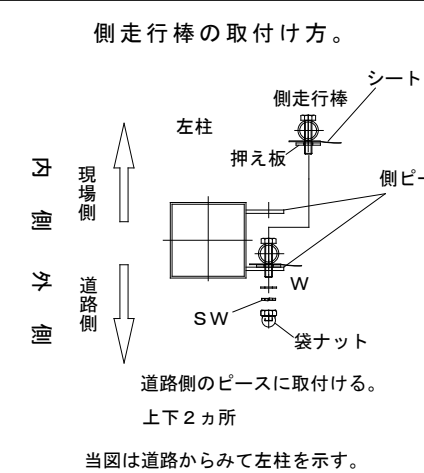 側走行棒の取付け方。
シート
側走行棒
左柱
押え板
側ピー
内側
現場側
外側
道路側
W
SW
袋ナット
道路側のピースに取付ける。
上下2ヵ所
当図は道路からみて左柱を示す。